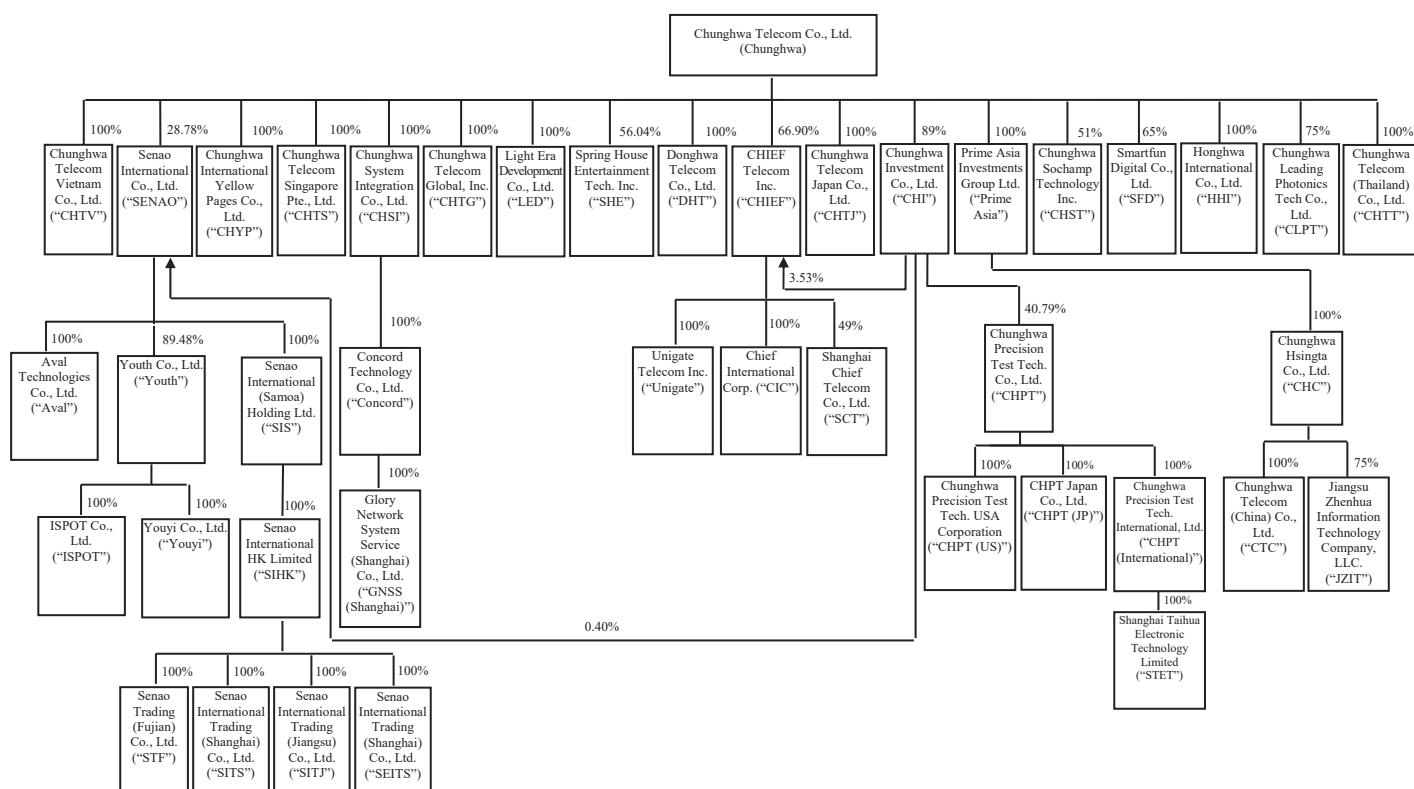 Chunghwa Telecom Co., Ltd.
(Chunghwa)
100%
28.78%
100%
100%
100%
100%
100%
56.04%
100%
66.90%
100%
89%
100%
51%
65%
100%
75%
100%
Chunghwa
Telecom
Vietnam
Co., Ltd.
(“CHTV”)
Senao
International
Co., Ltd.
(“SENAO”)
Chunghwa
International
Yellow
Pages Co.,
Ltd.
(“CHYP”)
Chunghwa
Telecom
Singapore
Pte., Ltd.
(“CHTS”)
Chunghwa
System
Integration
Co., Ltd.
(“CHSI”)
Chunghwa
Telecom
Global, Inc.
(“CHTG”)
Light Era
Development
Co., Ltd.
(“LED”)
Spring House
Entertainment
Tech. Inc.
(“SHE”)
Donghwa
Telecom
Co., Ltd.
(“DHT”)
CHIEF
Telecom
Inc.
(“CHIEF”)
Chunghwa
Telecom
Japan Co.,
Ltd.
(“CHTJ”)
Chunghwa
Investment
Co., Ltd.
(“CHI”)
Prime Asia
Investments
Group Ltd.
(“Prime
Asia”)
Chunghwa
Sochamp
Technology
Inc.
(“CHST”)
Smartfun
Digital Co.,
Ltd.
(“SFD”)
Honghwa
International
Co., Ltd.
(“HHI”)
Chunghwa
Leading
Photonics
Tech Co.,
Ltd.
(“CLPT”)
Chunghwa
Telecom
(Thailand)
Co., Ltd.
(“CHTT”)
3.53%
100%
89.48%
100%
100%
100%
100%
49%
40.79%
100%
Aval
Technologies
Co., Ltd.
(“Aval”)
Youth Co., Ltd.
(“Youth”)
Senao
International
(Samoa)
Holding Ltd.
(“SIS”)
Concord
Technology
Co., Ltd.
(“Concord”)
Unigate
Telecom Inc.
(“Unigate”)
Chief
International
Corp. (“CIC”)
Shanghai
Chief
Telecom
Co., Ltd.
(“SCT”)
Chunghwa
Precision
Test Tech.
Co., Ltd.
(“CHPT”)
Chunghwa
Hsingta
Co., Ltd.
(“CHC”)
100%
100%
100%
100%
100%
100%
100%
100%
75%
ISPOT Co.,
Ltd.
(“ISPOT”)
Youyi Co., Ltd.
(“Youyi”)
Senao
International
HK Limited
(“SIHK”)
Glory
Network
System
Service
(Shanghai)
Co., Ltd.
(“GNSS
(Shanghai)”)
Chunghwa
Precision Test
Tech. USA
Corporation
(“CHPT (US)”)
CHPT Japan
Co., Ltd.
(“CHPT (JP)”)
Chunghwa
Precision Test
Tech.
International, Ltd.
(“CHPT
(International)”)
Chunghwa
Telecom
(China) Co.,
Ltd.
(“CTC”)
Jiangsu
Zhenhua
Information
Technology
Company,
LLC.
(“JZIT”)
0.40%
100%
Shanghai Taihua
Electronic
Technology
Limited
(“STET”)
100%
100%
100%
100%
Senao
Trading
(Fujian)
Co., Ltd.
(“STF”)
Senao
International
Trading
(Shanghai)
Co., Ltd.
(“SITS”)
Senao
International
Trading
(Jiangsu)
Co., Ltd.
(“SITJ”)
Senao
International
Trading
(Shanghai)
Co., Ltd.
(“SEITS”)